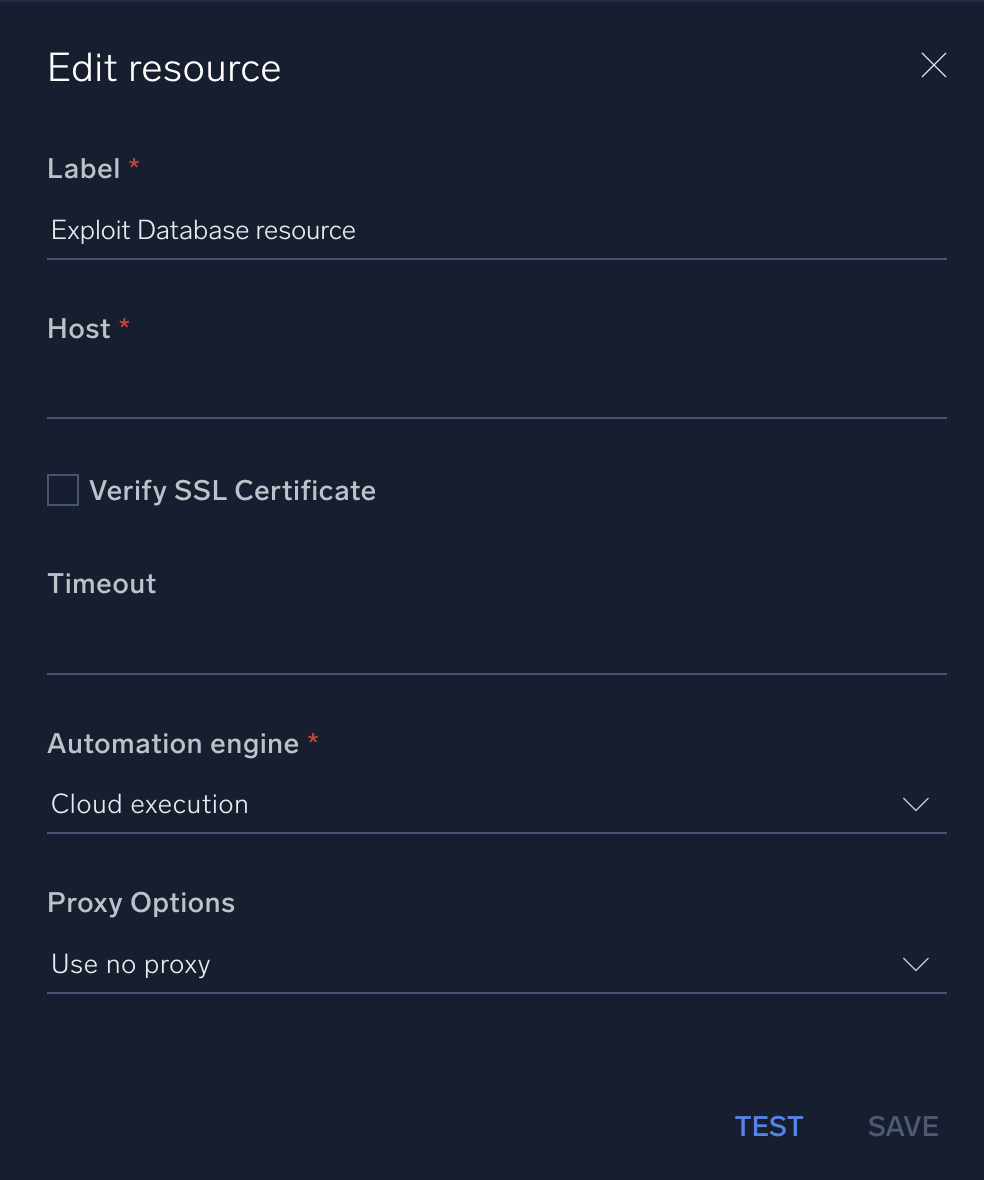 Edit resource
Label *
Exploit Database resource
Host *
Verify SSL Certificate
Timeout
Automation engine *
Cloud execution
Proxy Options
Use no proxy
TEST SAVE